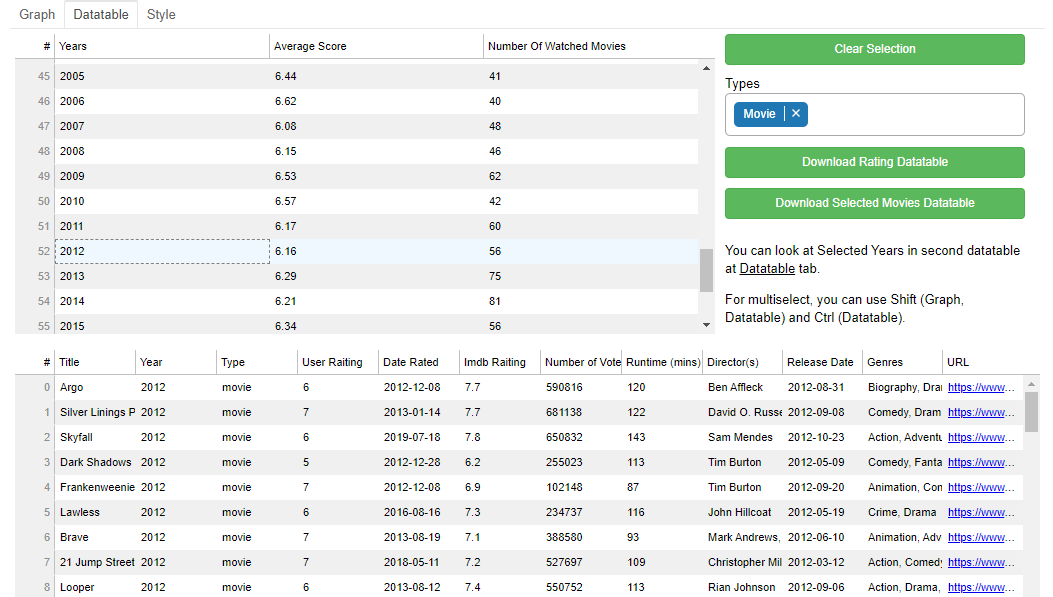 Graph Datatable Style
# Years Average Score Number Of Watched Movies
45 2005 6.44 41
46 2006 6.62 40
47 2007 6.08 48
48 2008 6.15 46
49 2009 6.53 62
50 2010 6.57 42
51 2011 6.17 60
52 2012 6.16 56
53 2013 6.29 75
54 2014 6.21 81
55 2015 6.34 56
Clear Selection
Types
Movie ×
Download Rating Datatable
Download Selected Movies Datatable
You can look at Selected Years in second datatable
at Datatable tab.
For multiselect, you can use Shift (Graph,
Datatable) and Ctrl (Datatable).
# Title Year Type User Raiting Date Rated Imdb Raiting Number of Vote Runtime (mins) Director(s) Release Date Genres URL
0 Argo 2012 movie 6 2012-12-08 7.7 590816 120 Ben Affleck 2012-08-31 Biography, Dra https://www...
1 Silver Linings P 2012 movie 7 2013-01-14 7.7 681138 122 David O. Russe 2012-09-08 Comedy, Dram https://www...
2 Skyfall 2012 movie 6 2019-07-18 7.8 650832 143 Sam Mendes 2012-10-23 Action, Adventu https://www...
3 Dark Shadows 2012 movie 5 2012-12-28 6.2 255023 113 Tim Burton 2012-05-09 Comedy, Fanta https://www...
4 Frankenweenie 2012 movie 7 2012-12-08 6.9 102148 87 Tim Burton 2012-09-20 Animation, Con https://www...
5 Lawless 2012 movie 6 2016-08-16 7.3 234737 116 John Hillcoat 2012-05-19 Crime, Drama https://www...
6 Brave 2012 movie 7 2013-08-19 7.1 388580 93 Mark Andrews, 2012-06-10 Animation, Adv https://www...
7 21 Jump Street 2012 movie 7 2018-05-11 7.2 527697 109 Christopher Mil 2012-03-12 Action, Comedy https://www...
8 Looper 2012 movie 6 2013-08-12 7.4 550752 113 Rian Johnson 2012-09-06 Action, Drama, https://www...